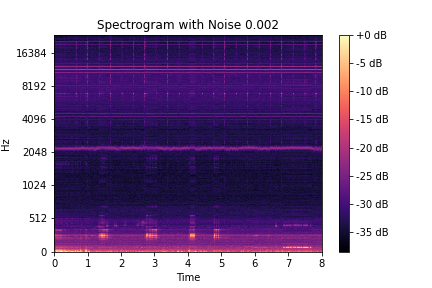 Spectrogram with Noise 0.002
Hz
16384
8192
4096
2048
1024
512
0
0 1 2 3 4 5 6 7 8
Time
+0 dB
-5 dB
-10 dB
-15 dB
-20 dB
-25 dB
-30 dB
-35 dB